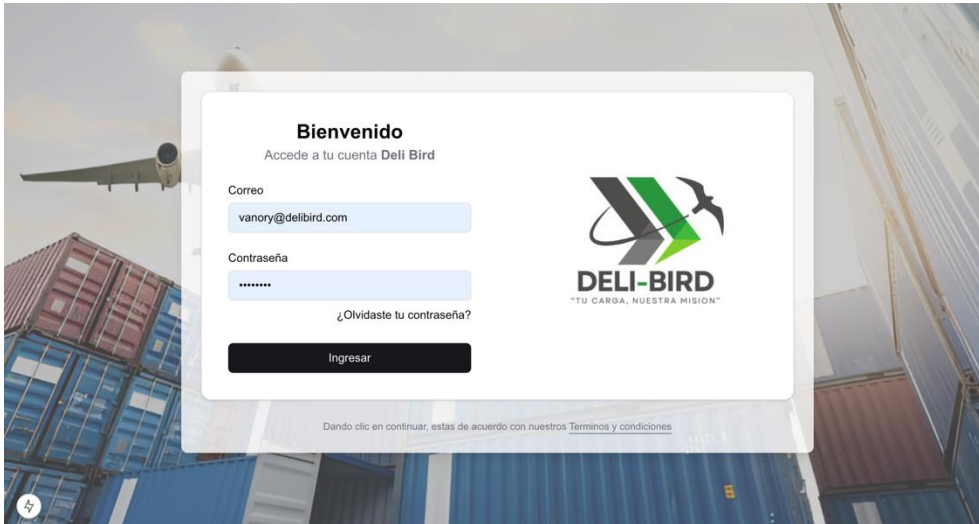 Bienvenido
Accede a tu cuenta Deli Bird
Correo
vanory@delibird.com
Contraseña
••••••••
¿Olvidaste tu contraseña?
Ingresar
DELI-BIRD
"TU CARGA, NUESTRA MISION"
Dando clic en continuar, estas de acuerdo con nuestros Terminos y condiciones